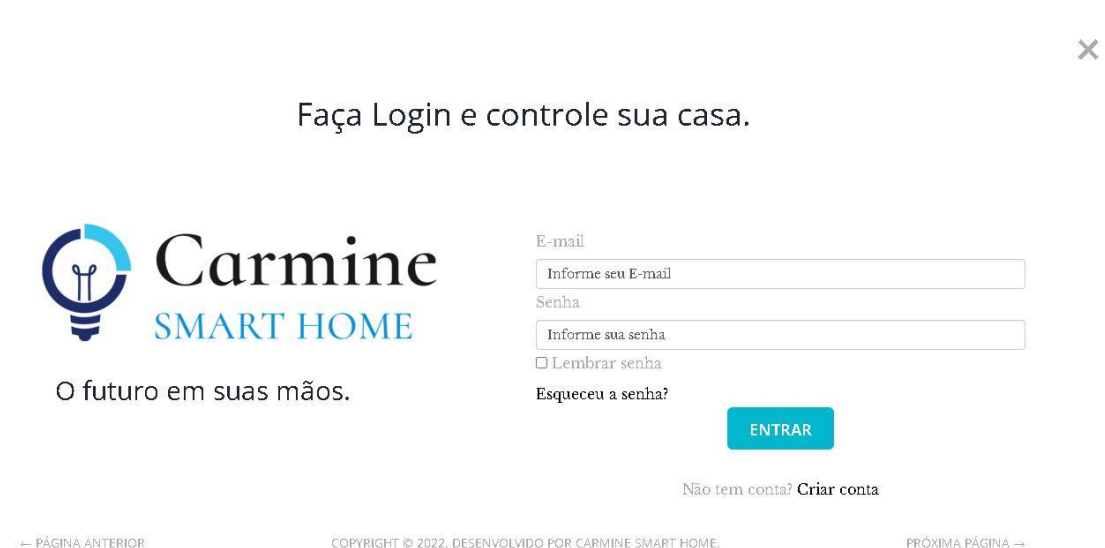 Faça Login e controle sua casa.
Carmine
SMART HOME
O futuro em suas mãos.
E-mail
Informe seu E-mail
Senha
Informe sua senha
Lembrar senha
Esqueceu a senha?
ENTRAR
Não tem conta? Criar conta
← PÁGINA ANTERIOR COPYRIGHT © 2022. DESENVOLVIDO POR CARMINE SMART HOME. PRÓXIMA PÁGINA →